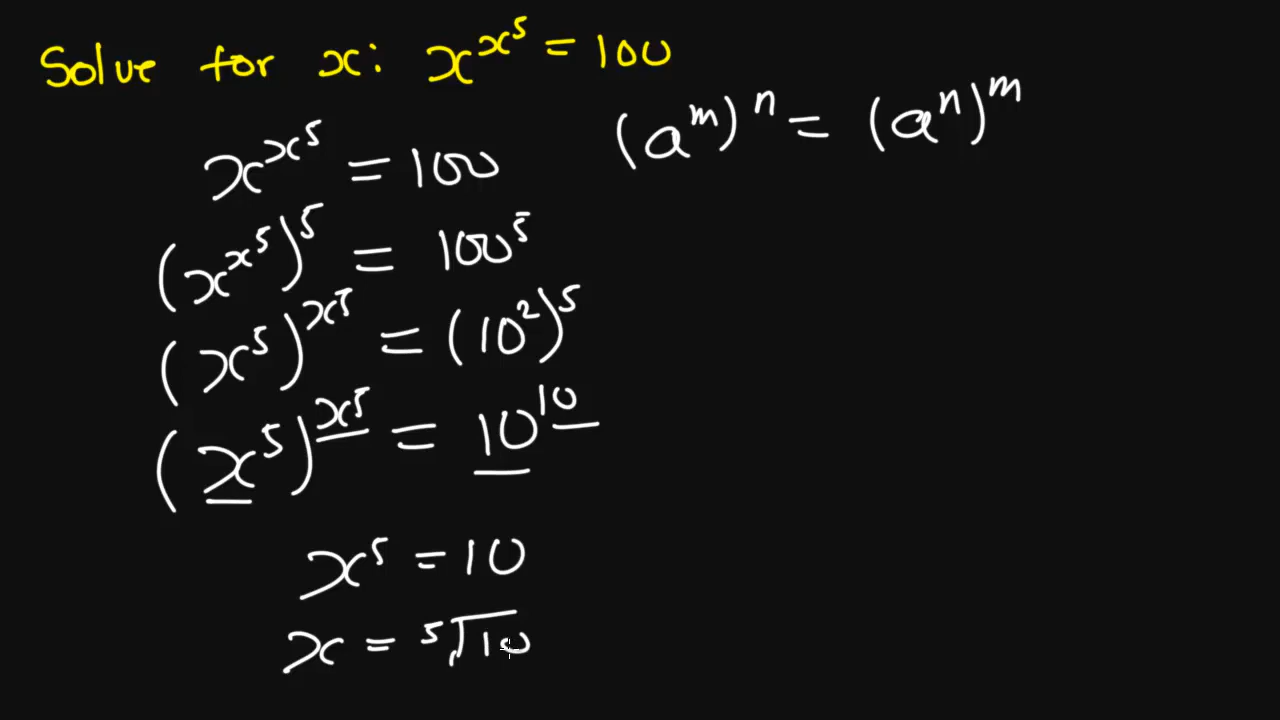 Solve for x: x^{x^5} = 100
(a^m)^n = (a^n)^m
x^{x^5} = 100
(x^{x^5})^5 = 100^5
(x^5)^{x^5} = (10^2)^5
(x^5)^{x^5} = 10^{10}
x^5 = 10
x = ⁵√10